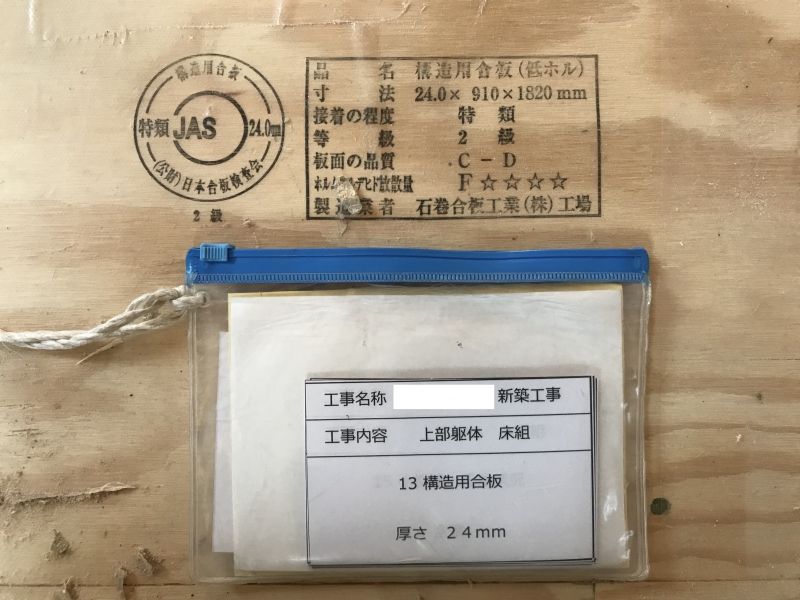 構造用合板
特類 JAS 24.0mm
(公財)日本合板検査会
2 級
品 名 構造用合板(低ホル)
寸 法 24.0× 910×1820mm
接着の程度 特 類
等 級 2 級
板面の品質 C－D
ホルムアルデヒド放散量 F☆☆☆☆
製造業者 石巻合板工業(株)工場
工事名称 新築工事
工事内容 上部躯体 床組
13 構造用合板
厚さ 24mm